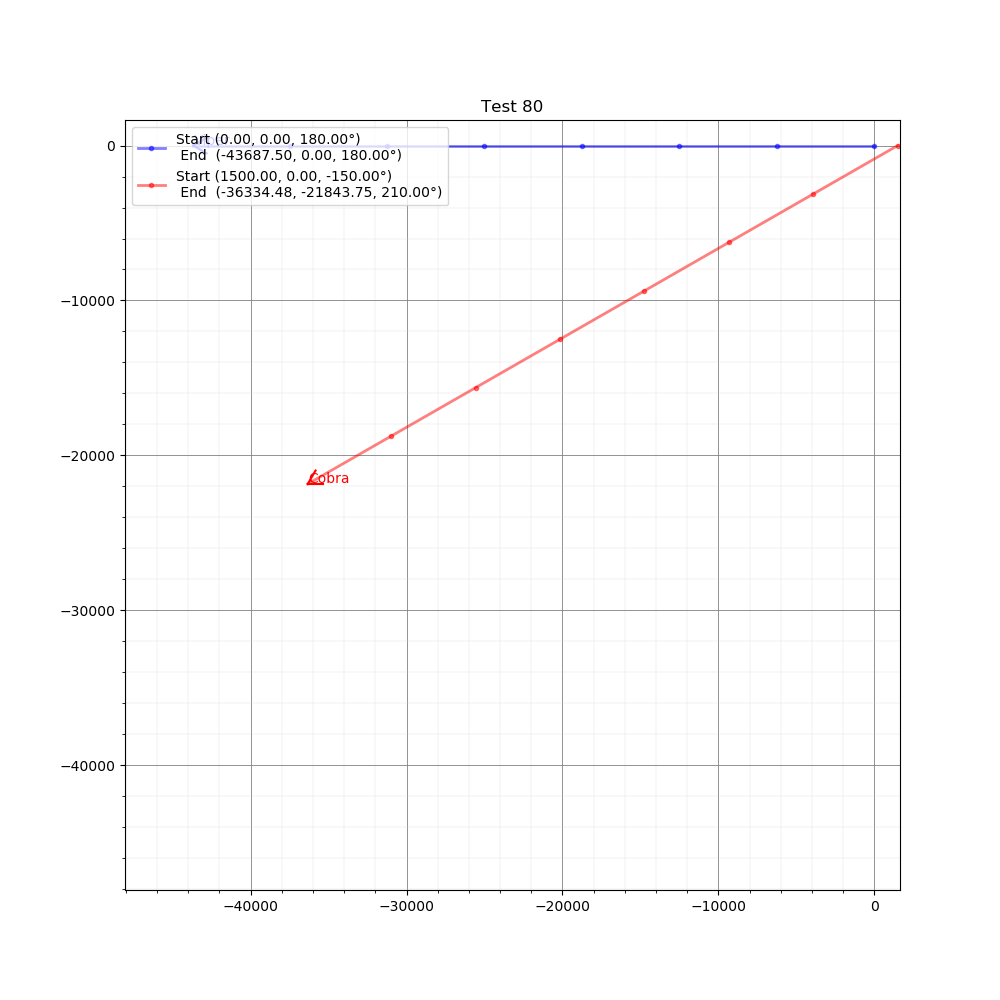 Test 80
Start (0.00, 0.00, 180.00°)
End (-43687.50, 0.00, 180.00°)
Start (1500.00, 0.00, -150.00°)
End (-36334.48, -21843.75, 210.00°)
0
−10000
−20000
Cobra
−30000
−40000
−40000 −30000 −20000 −10000 0